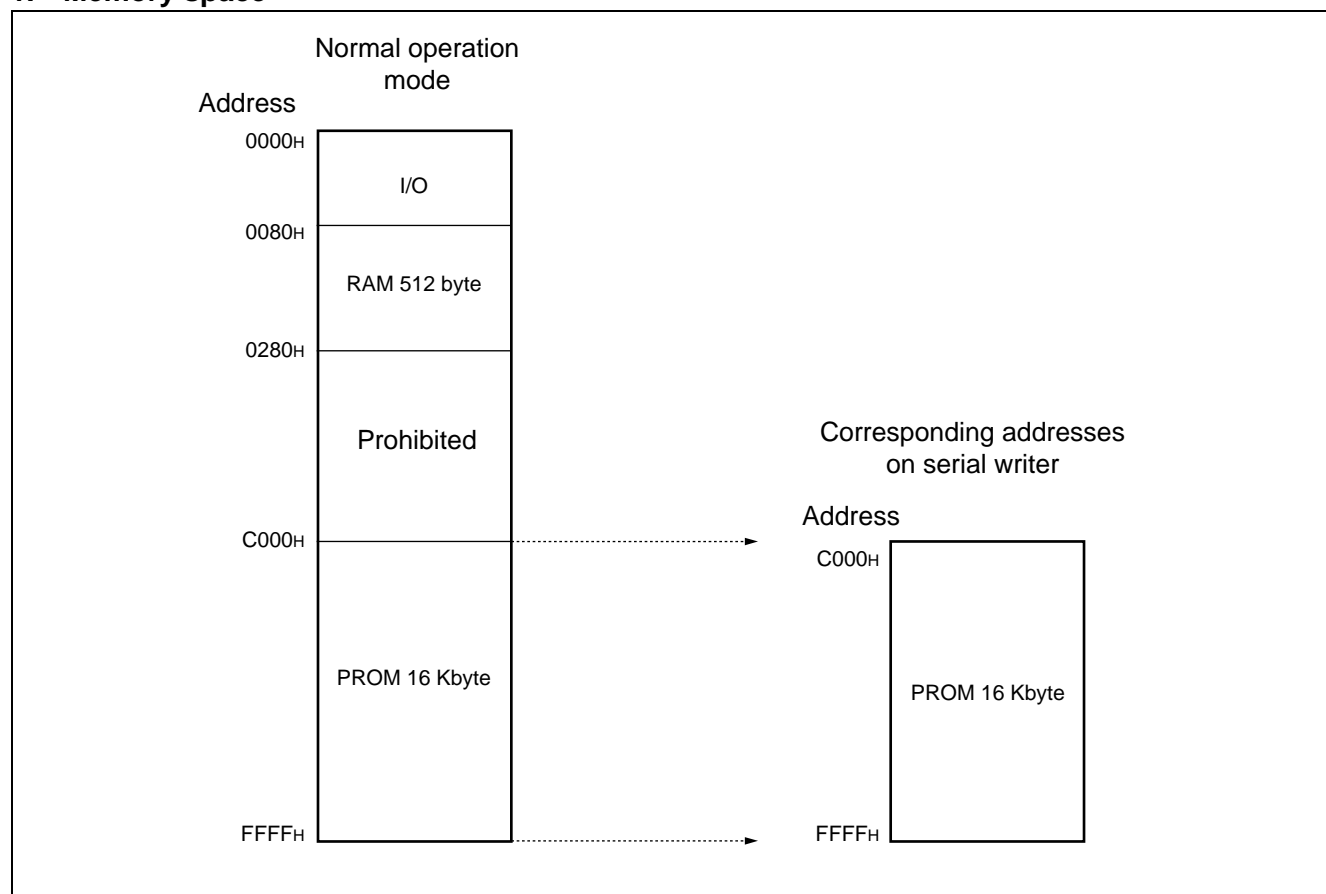 Normal operation
mode
Address
0000H
I/O
0080H
RAM 512 byte
0280H
Prohibited
C000H
PROM 16 Kbyte
FFFFH
Corresponding addresses
on serial writer
Address
C000H
PROM 16 Kbyte
FFFFH